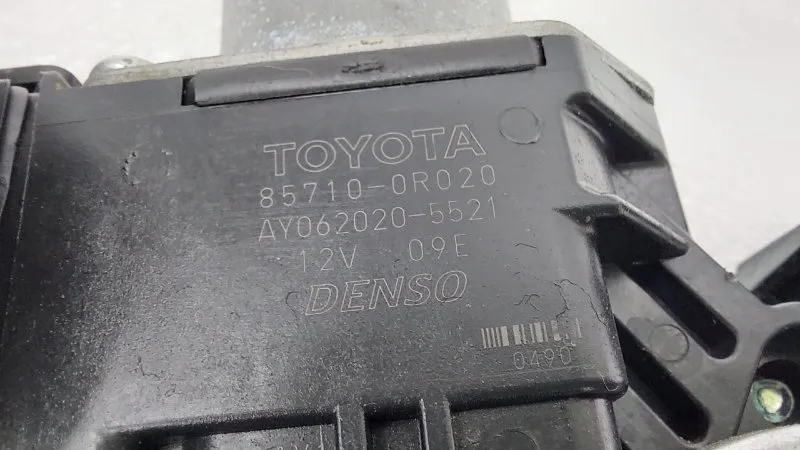 TOYOTA
85710-0R020
AY062020-5521
12V 09E
DENSO
0490